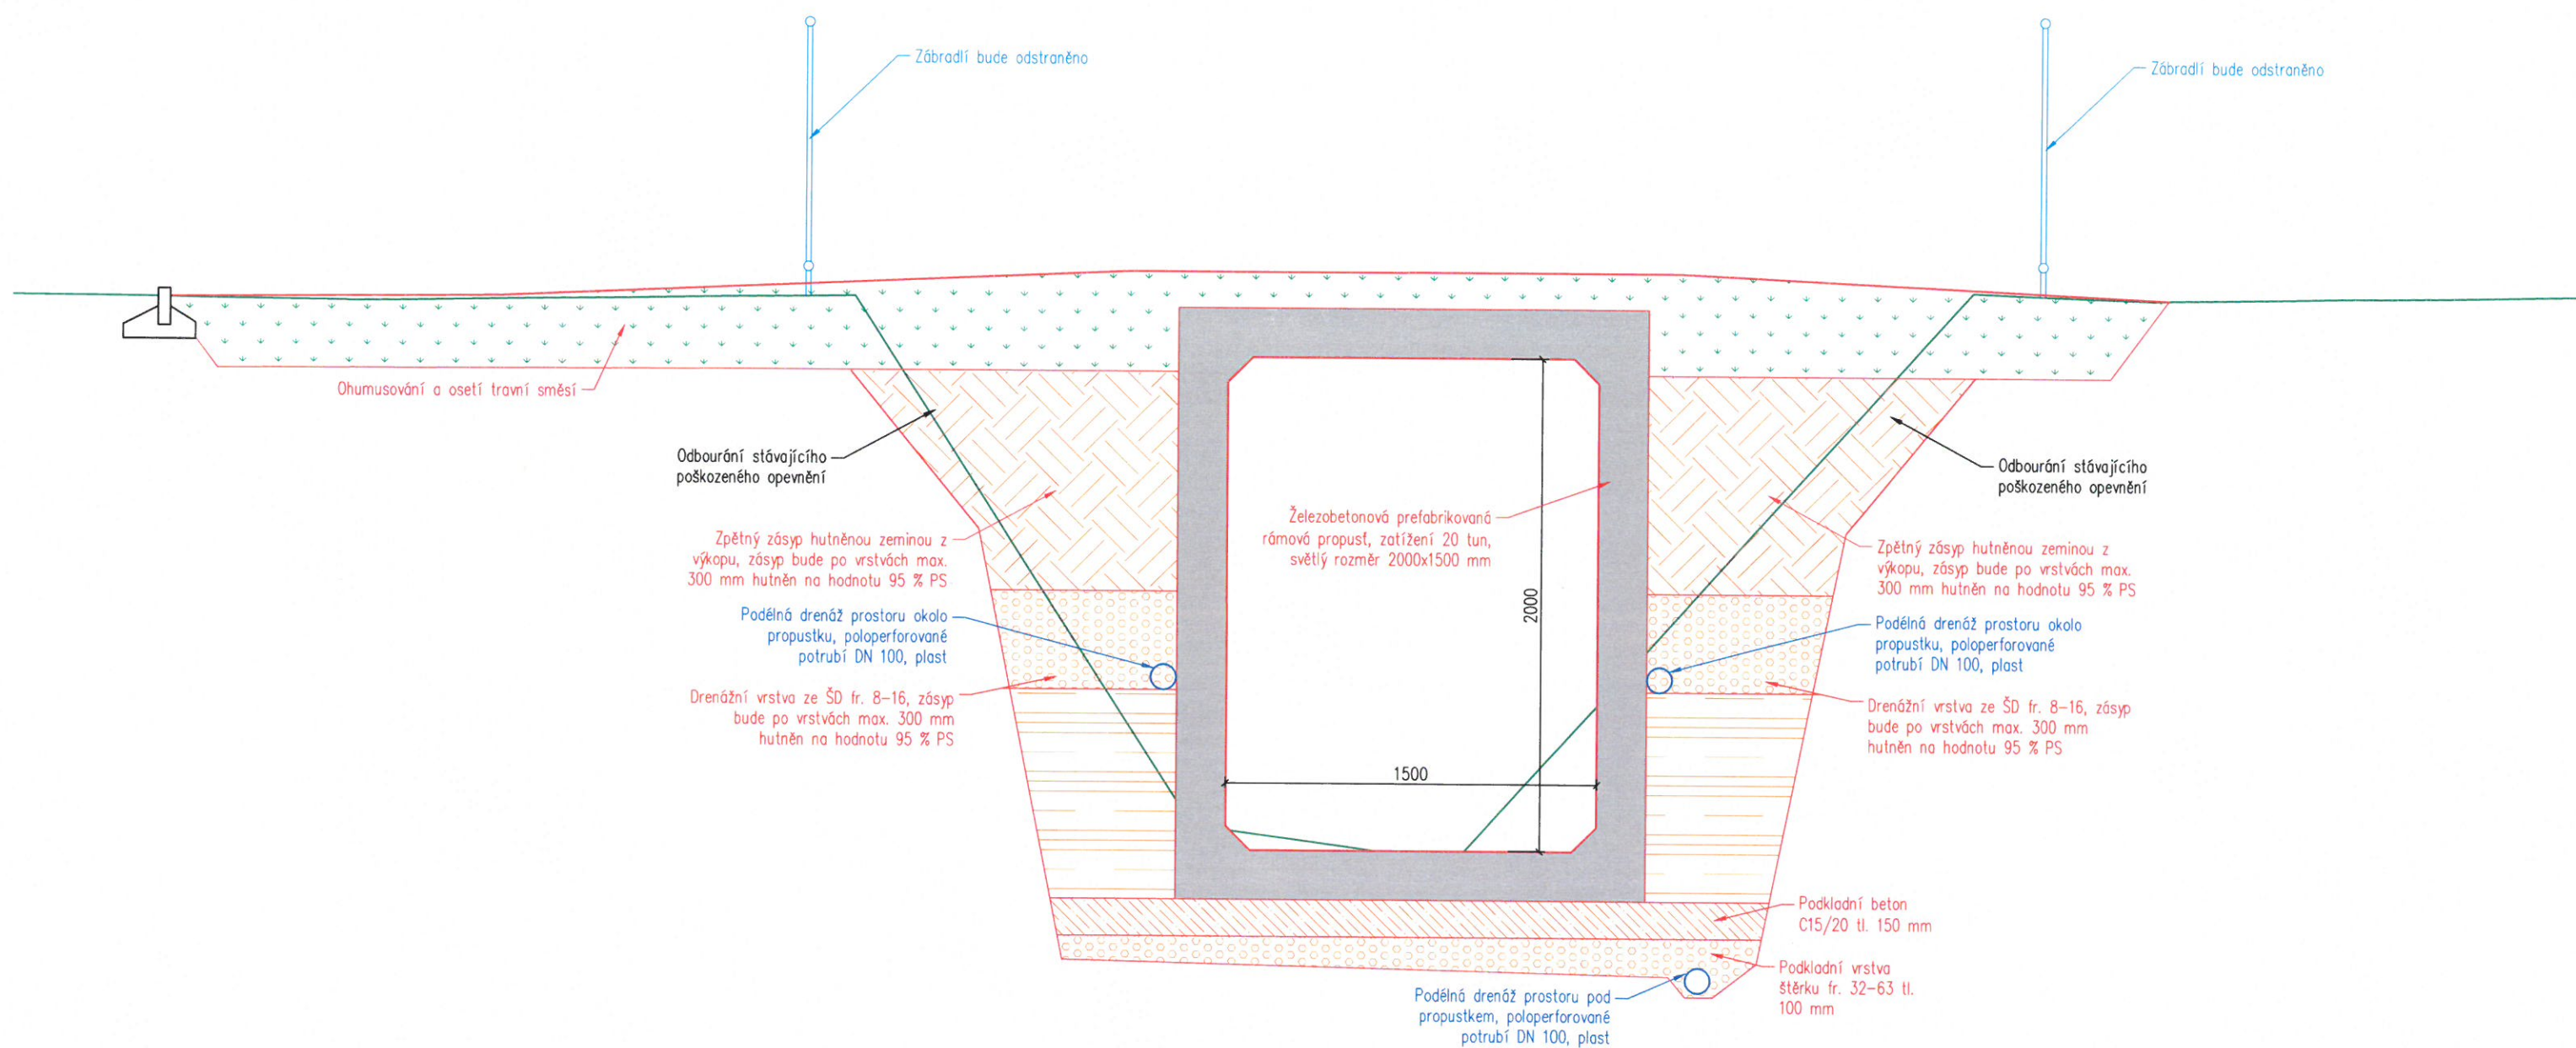 Zábradlí bude odstraněno
Zábradlí bude odstraněno
Ohumusování a osetí travní směsí
Odbourání stávajícího
poškozeného opevnění
Odbourání stávajícího
poškozeného opevnění
Železobetonová prefabrikovaná
rámová propusť, zatížení 20 tun,
světlý rozměr 2000x1500 mm
Zpětný zásyp hutněnou zeminou z
výkopu, zásyp bude po vrstvách max.
300 mm hutněn na hodnotu 95 % PS
Zpětný zásyp hutněnou zeminou z
výkopu, zásyp bude po vrstvách max.
300 mm hutněn na hodnotu 95 % PS
2000
Podélná drenáž prostoru okolo
propustku, poloperforované
potrubí DN 100, plast
Podélná drenáž prostoru okolo
propustku, poloperforované
potrubí DN 100, plast
Drenážní vrstva ze ŠD fr. 8-16, zásyp
bude po vrstvách max. 300 mm
hutněn na hodnotu 95 % PS
Drenážní vrstva ze ŠD fr. 8-16, zásyp
bude po vrstvách max. 300 mm
hutněn na hodnotu 95 % PS
1500
Podkladní beton
C15/20 tl. 150 mm
Podkladní vrstva
štěrku fr. 32-63 tl.
100 mm
Podélná drenáž prostoru pod
propustkem, poloperforované
potrubí DN 100, plast